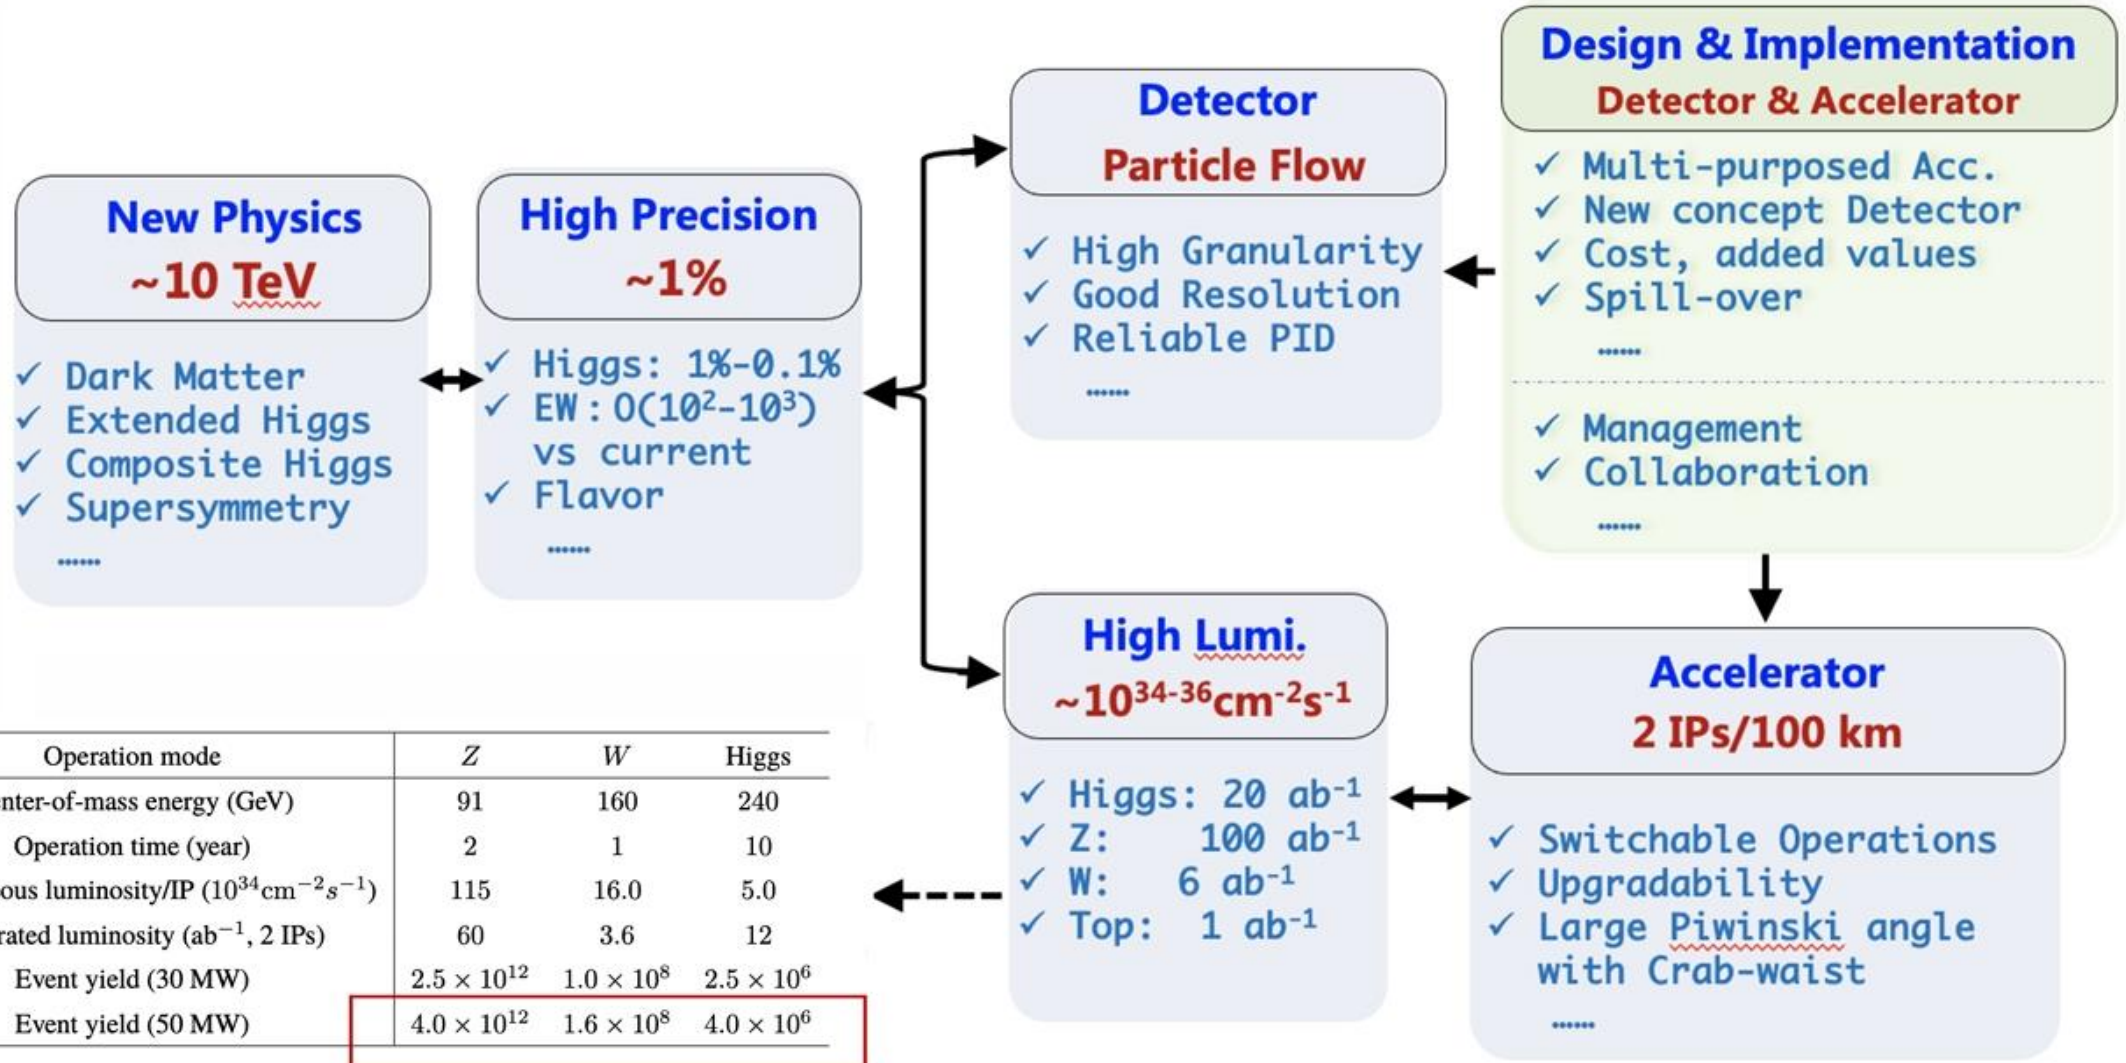 New Physics
~10 TeV
✓ Dark Matter
✓ Extended Higgs
✓ Composite Higgs
✓ Supersymmetry
......
High Precision
~1%
✓ Higgs: 1%-0.1%
✓ EW: O(10²-10³)
vs current
✓ Flavor
......
Detector
Particle Flow
✓ High Granularity
✓ Good Resolution
✓ Reliable PID
......
Design & Implementation
Detector & Accelerator
✓ Multi-purposed Acc.
✓ New concept Detector
✓ Cost, added values
✓ Spill-over
......
✓ Management
✓ Collaboration
......
High Lumi.
~10³⁴⁻³⁶cm⁻²s⁻¹
✓ Higgs: 20 ab⁻¹
✓ Z: 100 ab⁻¹
✓ W: 6 ab⁻¹
✓ Top: 1 ab⁻¹
Accelerator
2 IPs/100 km
✓ Switchable Operations
✓ Upgradability
✓ Large Piwinski angle
with Crab-waist
......
Operation mode Z W Higgs
nter-of-mass energy (GeV) 91 160 240
Operation time (year) 2 1 10
ous luminosity/IP (10³⁴cm⁻²s⁻¹) 115 16.0 5.0
rated luminosity (ab⁻¹, 2 IPs) 60 3.6 12
Event yield (30 MW) 2.5 × 10¹² 1.0 × 10⁸ 2.5 × 10⁶
Event yield (50 MW) 4.0 × 10¹² 1.6 × 10⁸ 4.0 × 10⁶